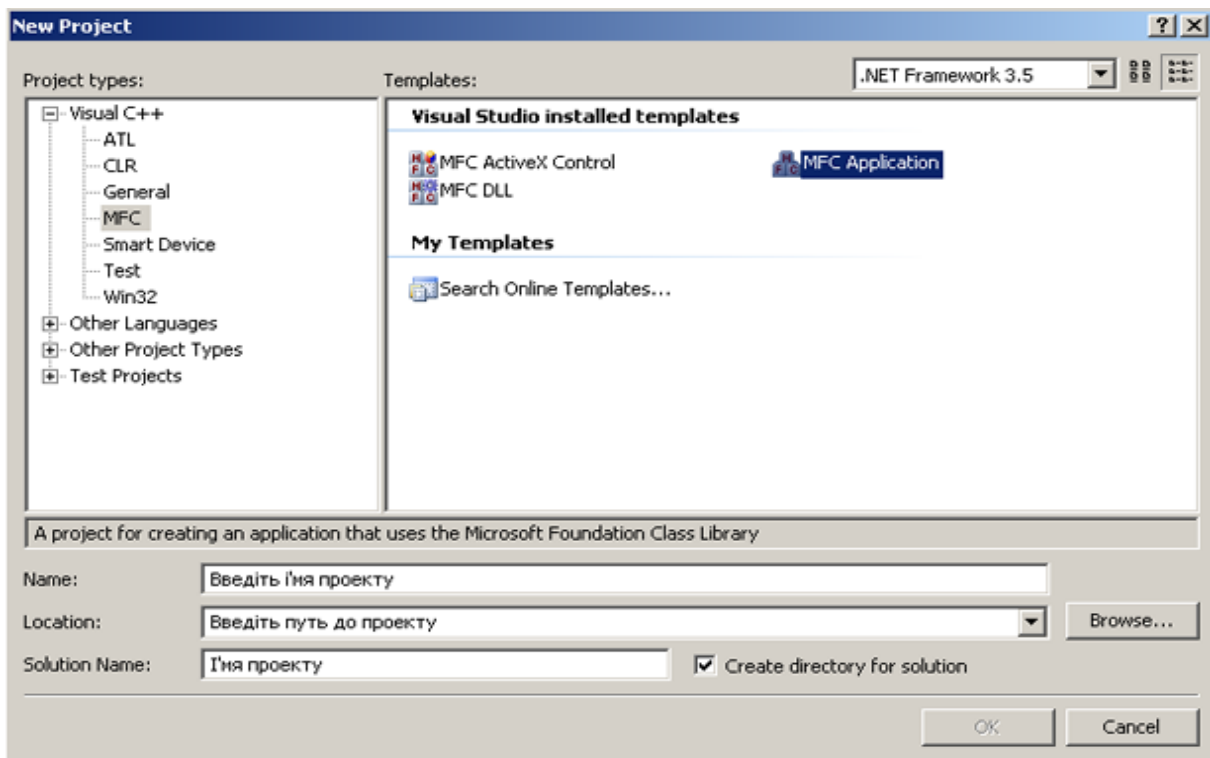 New Project
Project types:
Templates:
.NET Framework 3.5
Visual C++
ATL
CLR
General
MFC
Smart Device
Test
Win32
Other Languages
Other Project Types
Test Projects
Visual Studio installed templates
MFC ActiveX Control
MFC Application
MFC DLL
My Templates
Search Online Templates...
A project for creating an application that uses the Microsoft Foundation Class Library
Name:
Введіть і'ня проекту
Location:
Введіть путь до проекту
Browse...
Solution Name:
І'ня проекту
Create directory for solution
OK
Cancel